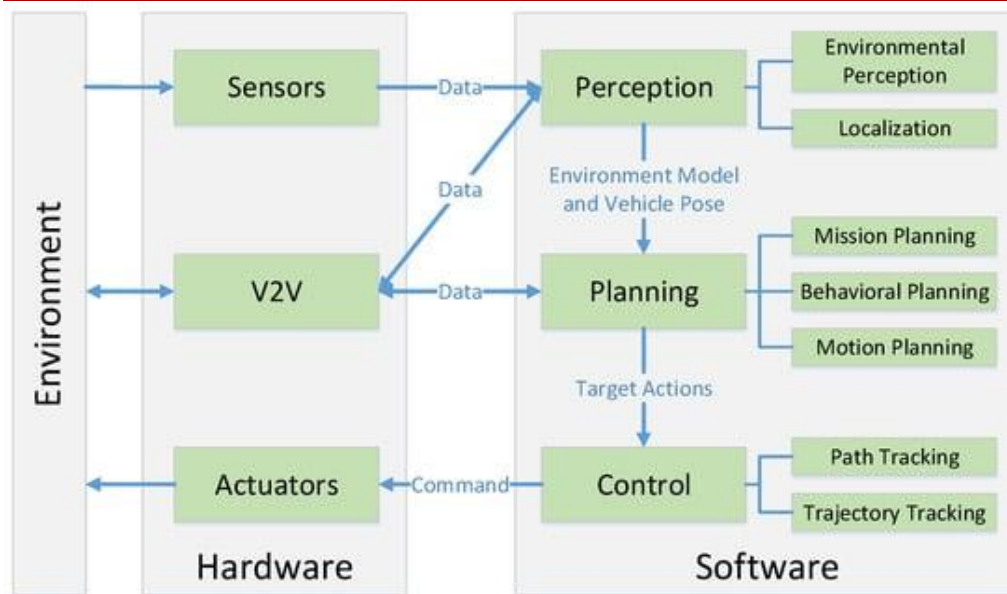 Environment
Sensors
V2V
Actuators
Hardware
Data
Data
Data
Command
Perception
Environment Model
and Vehicle Pose
Planning
Target Actions
Control
Software
Environmental
Perception
Localization
Mission Planning
Behavioral Planning
Motion Planning
Path Tracking
Trajectory Tracking